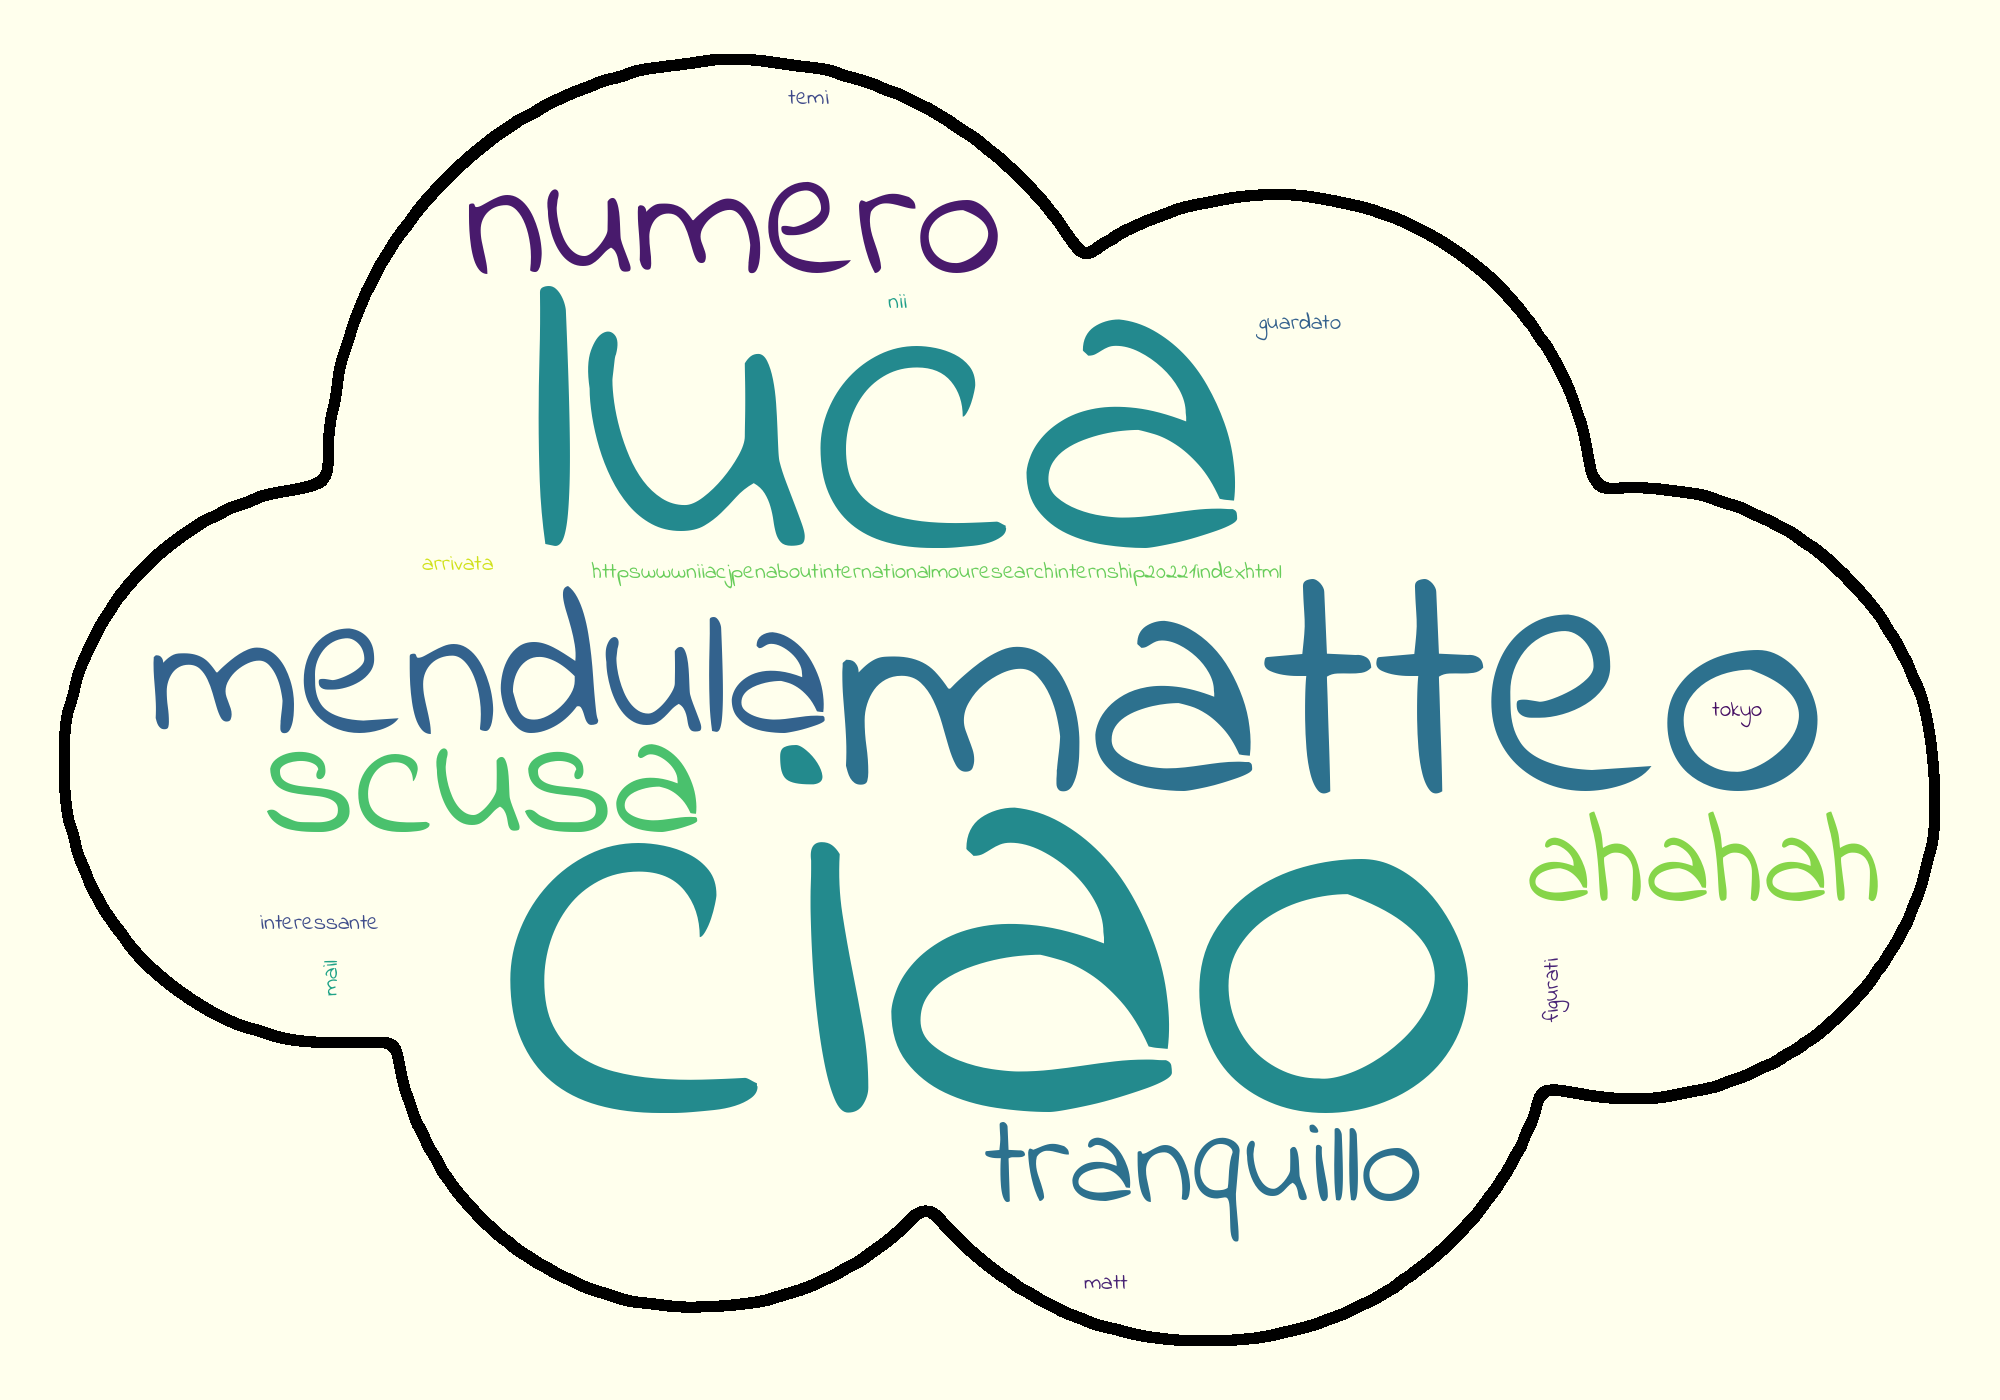 temi
numero
nii
guardato
luca
arrivata
httpswwwniiacjpenaboutinternationalmouresearchinternship20221indexhtml
mendula
matteo
tokyo
scusa
ahahah
ciao
interessante
mail
figurati
tranquillo
matt